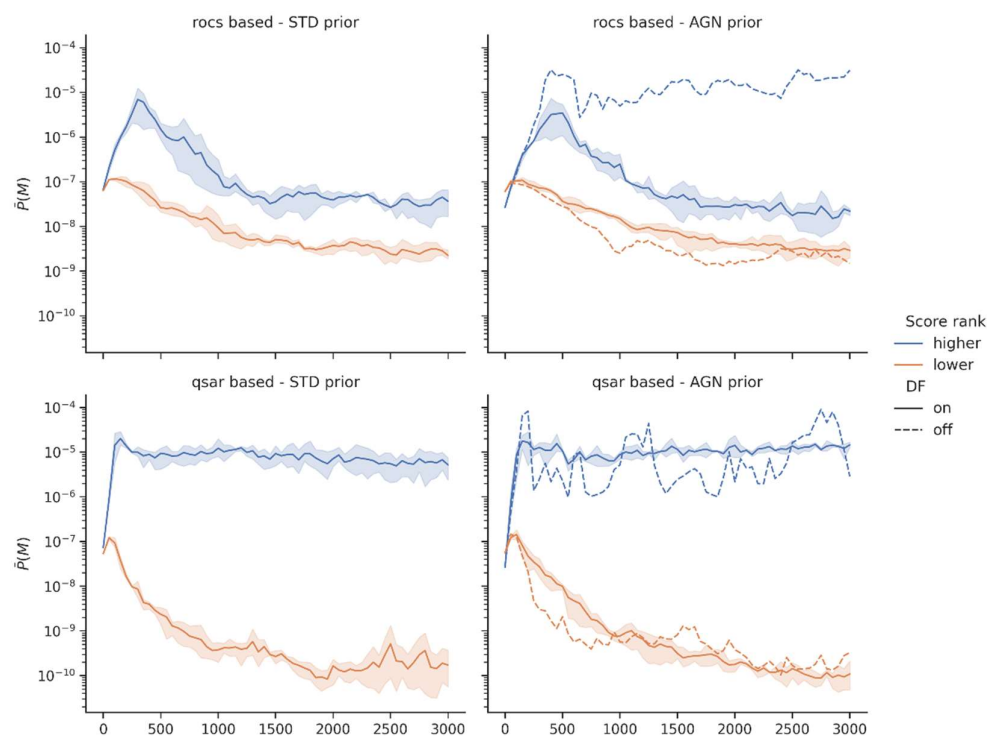 rocs based - STD prior
rocs based - AGN prior
10⁻⁴
10⁻⁵
10⁻⁶
10⁻⁷
10⁻⁸
10⁻⁹
10⁻¹⁰
P̄(M)
Score rank
higher
lower
DF
on
off
qsar based - STD prior
qsar based - AGN prior
10⁻⁴
10⁻⁵
10⁻⁶
10⁻⁷
10⁻⁸
10⁻⁹
10⁻¹⁰
P̄(M)
0 500 1000 1500 2000 2500 3000
0 500 1000 1500 2000 2500 3000